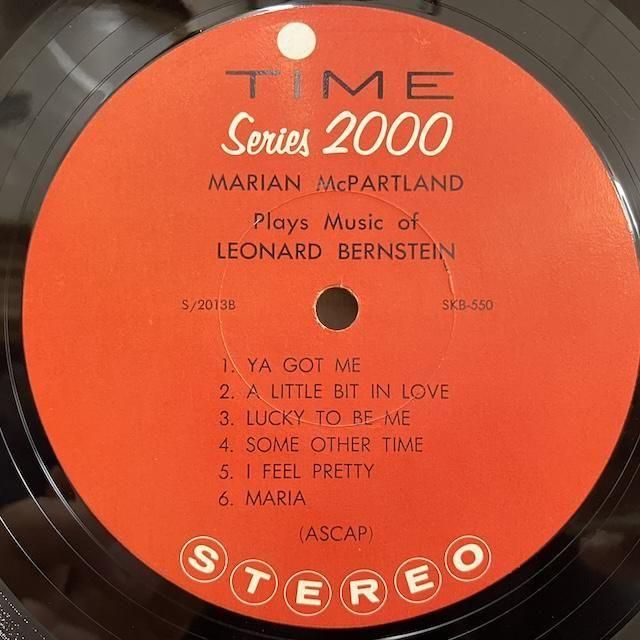 TIME
Series 2000
MARIAN McPARTLAND
Plays Music of
LEONARD BERNSTEIN
S/2013B SKB-550
1. YA GOT ME
2. A LITTLE BIT IN LOVE
3. LUCKY TO BE ME
4. SOME OTHER TIME
5. I FEEL PRETTY
6. MARIA
(ASCAP)
STEREO